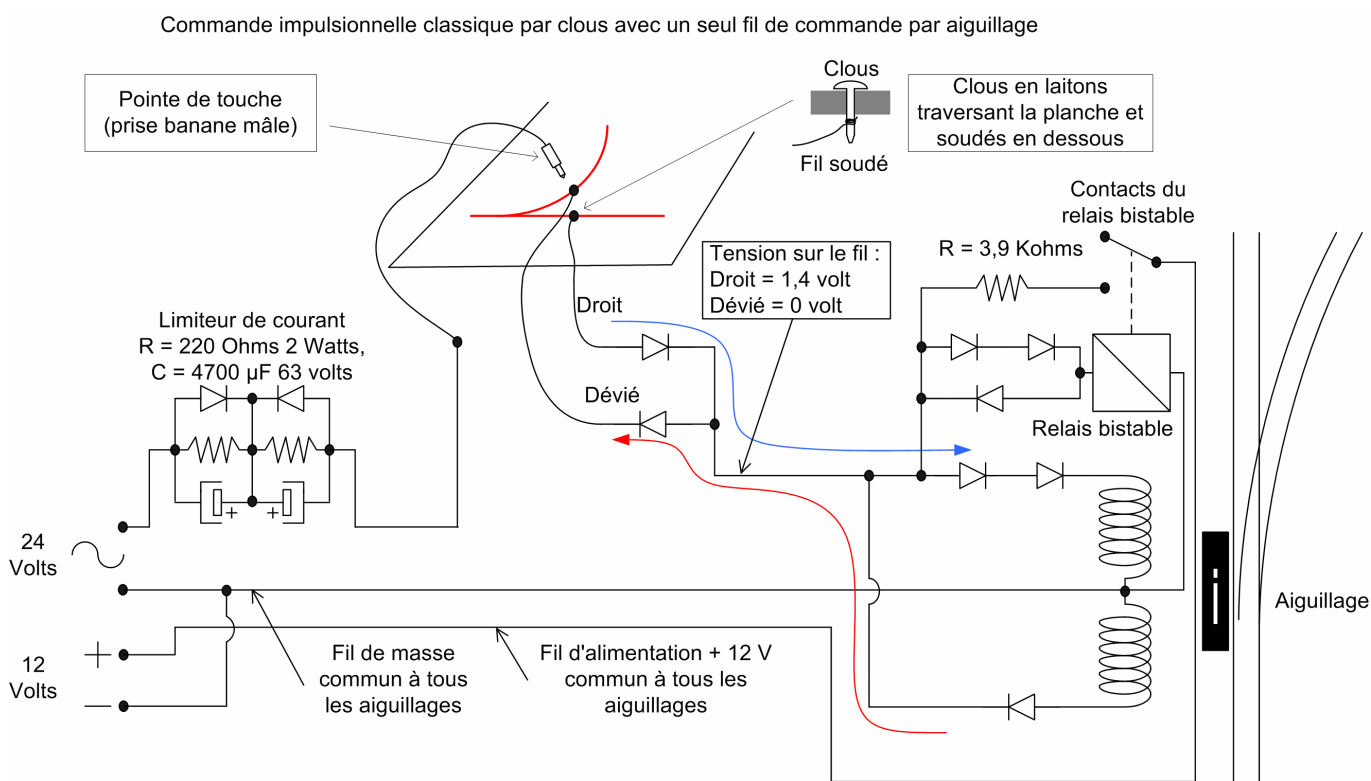 Commande impulsionnelle classique par clous avec un seul fil de commande par aiguillage
Pointe de touche
(prise banane mâle)
Clous
Fil soudé
Clous en laitons
traversant la planche et
soudés en dessous
Contacts du
relais bistable
R = 3,9 Kohms
Tension sur le fil :
Droit = 1,4 volt
Dévié = 0 volt
Droit
Limiteur de courant
R = 220 Ohms 2 Watts,
C = 4700 µF 63 volts
Dévié
Relais bistable
+
+
24
Volts
Aiguillage
12
Volts
Fil de masse
commun à tous
les aiguillages
Fil d'alimentation + 12 V
commun à tous les
aiguillages